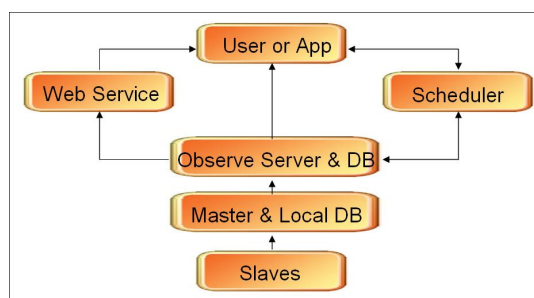 User or App
Web Service
Scheduler
Observe Server & DB
Master & Local DB
Slaves